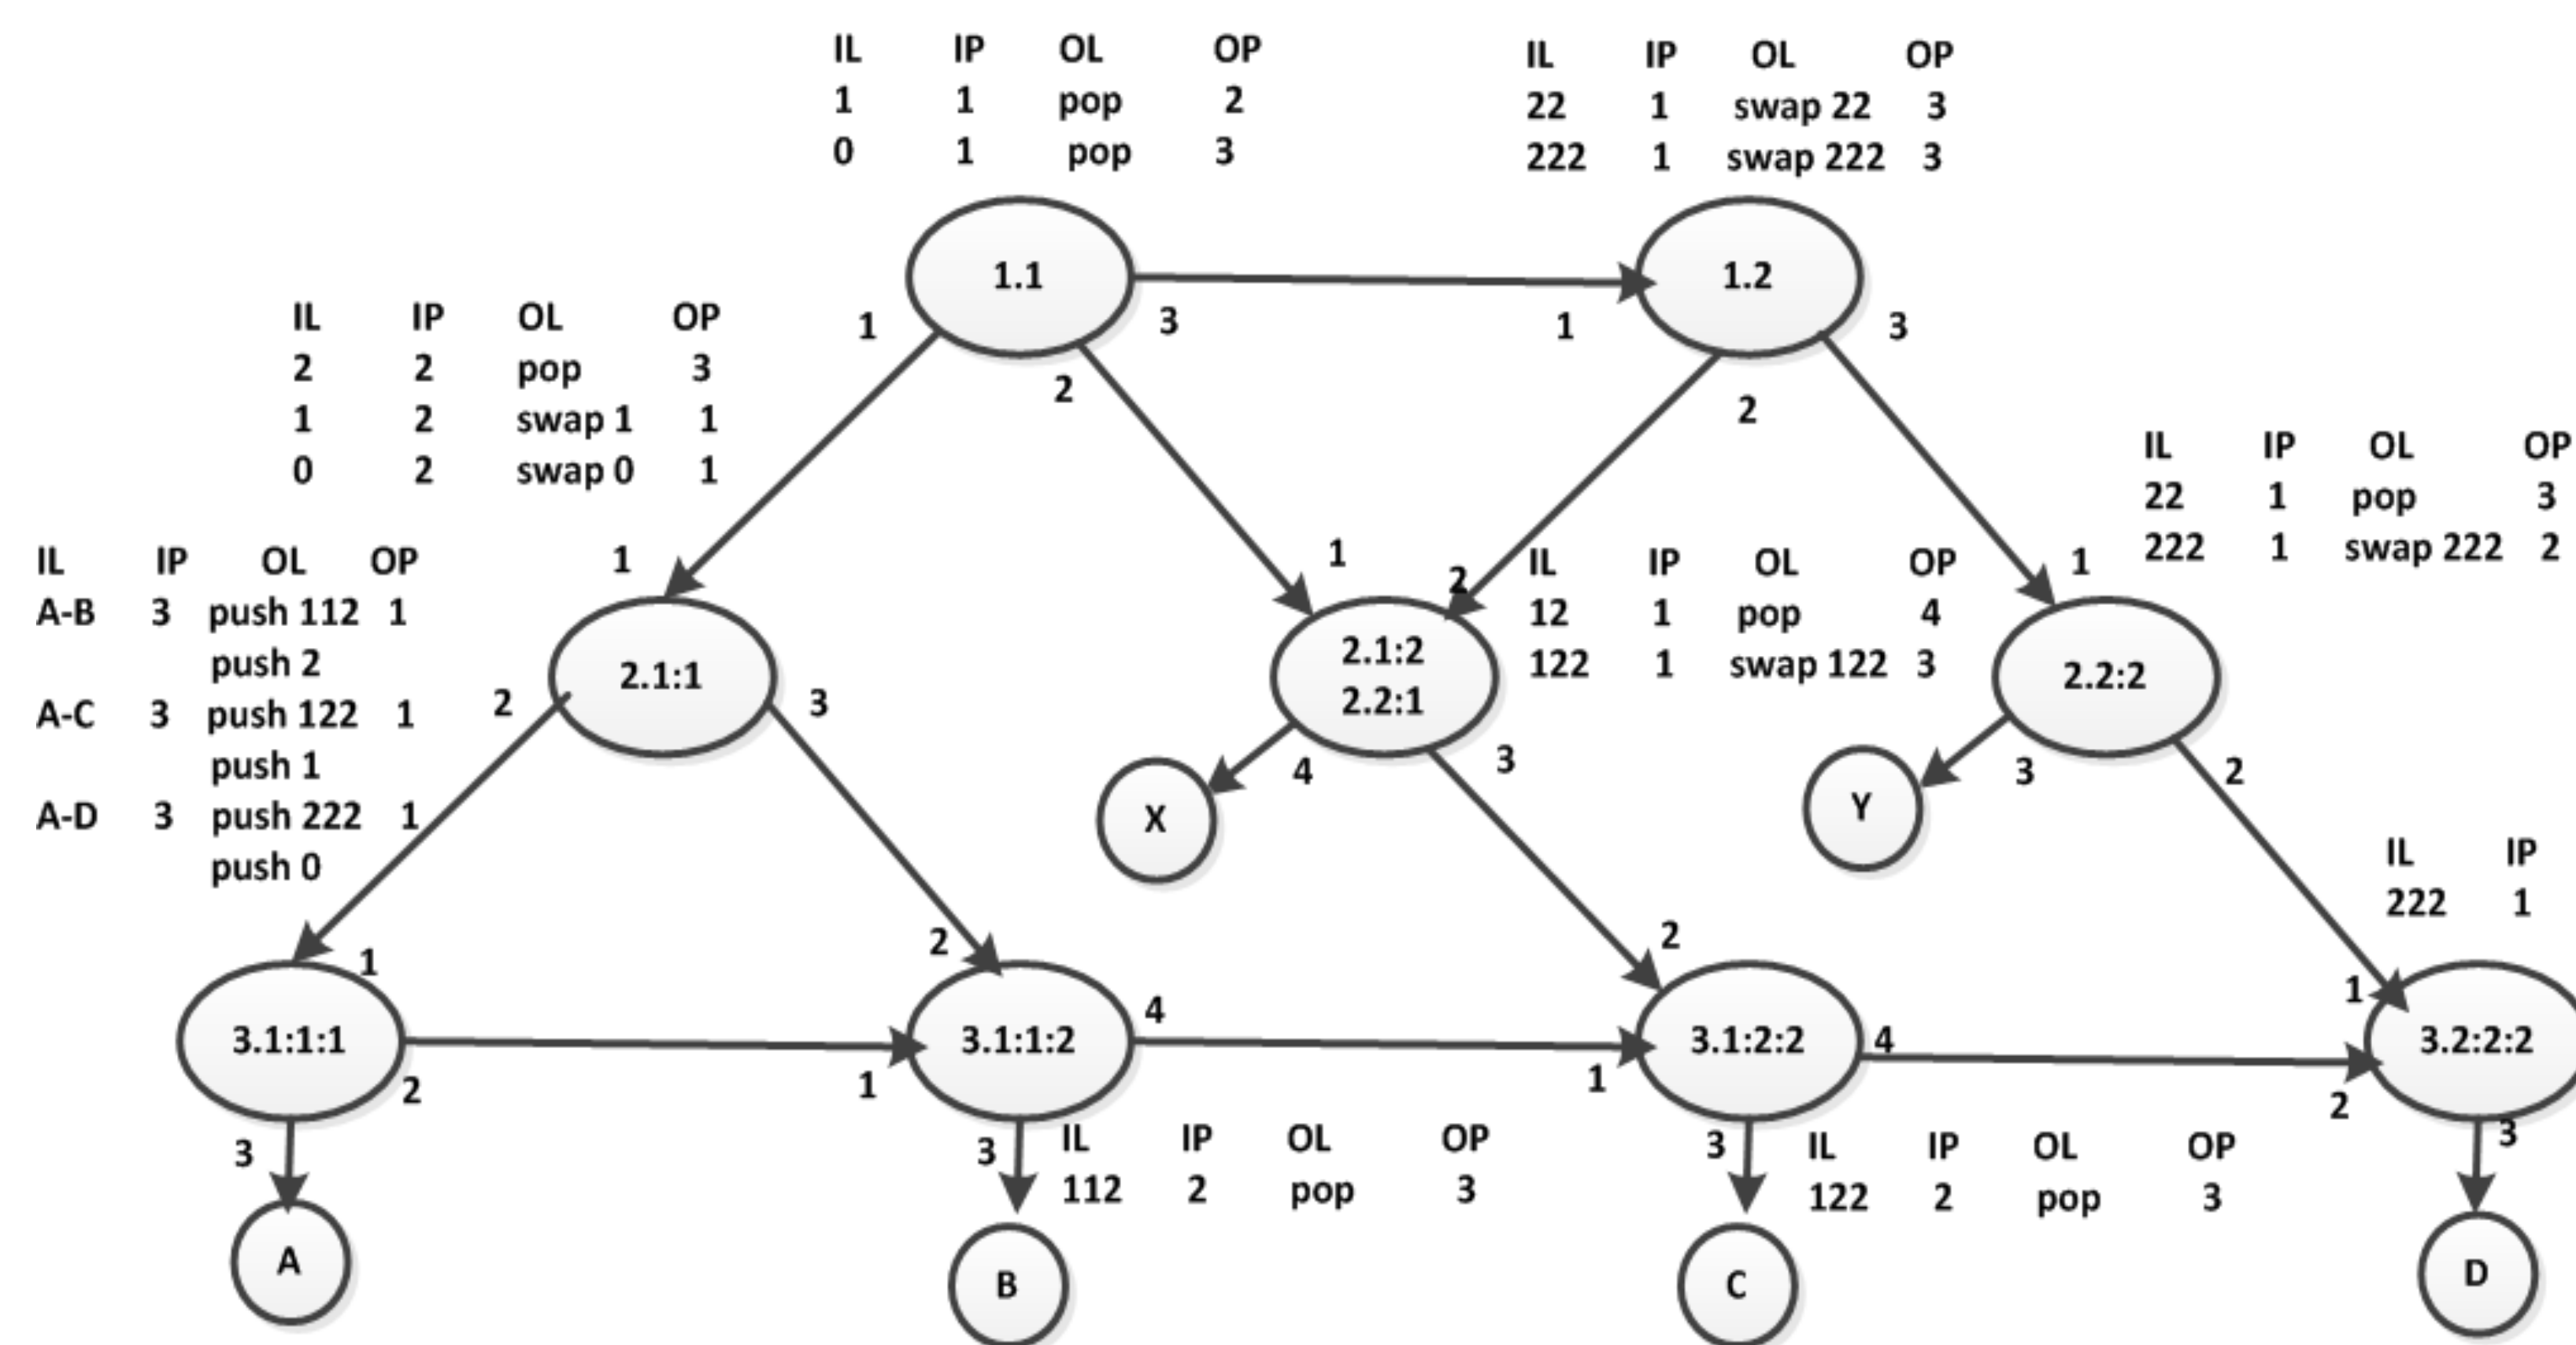 IL IP OL OP
1 1 pop 2
0 1 pop 3
IL IP OL OP
22 1 swap 22 3
222 1 swap 222 3
1.1
1.2
1
3
2
1
3
2
IL IP OL OP
2 2 pop 3
1 2 swap 1 1
0 2 swap 0 1
IL IP OL OP
22 1 pop 3
222 1 swap 222 2
IL IP OL OP
A-B 3 push 112 1
push 2
A-C 3 push 122 1
push 1
A-D 3 push 222 1
push 0
1
2.1:1
2
3
1
2
2.1:2
2.2:1
4
3
IL IP OL OP
12 1 pop 4
122 1 swap 122 3
1
2.2:2
3
2
X
Y
IL IP
222 1
1
3.1:1:1
2
3
2
3.1:1:2
1
4
3
2
3.1:2:2
1
4
3
1
3.2:2:2
2
3
IL IP OL OP
112 2 pop 3
IL IP OL OP
122 2 pop 3
A
B
C
D